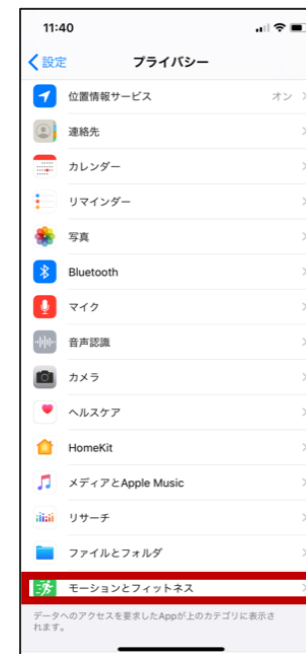 11:40
設定
プライバシー
位置情報サービス
オン
連絡先
カレンダー
リマインダー
写真
Bluetooth
マイク
音声認識
カメラ
ヘルスケア
HomeKit
メディアとApple Music
リサーチ
ファイルとフォルダ
モーションとフィットネス
データへのアクセスを要求したAppが上のカテゴリに表示さ
れます。